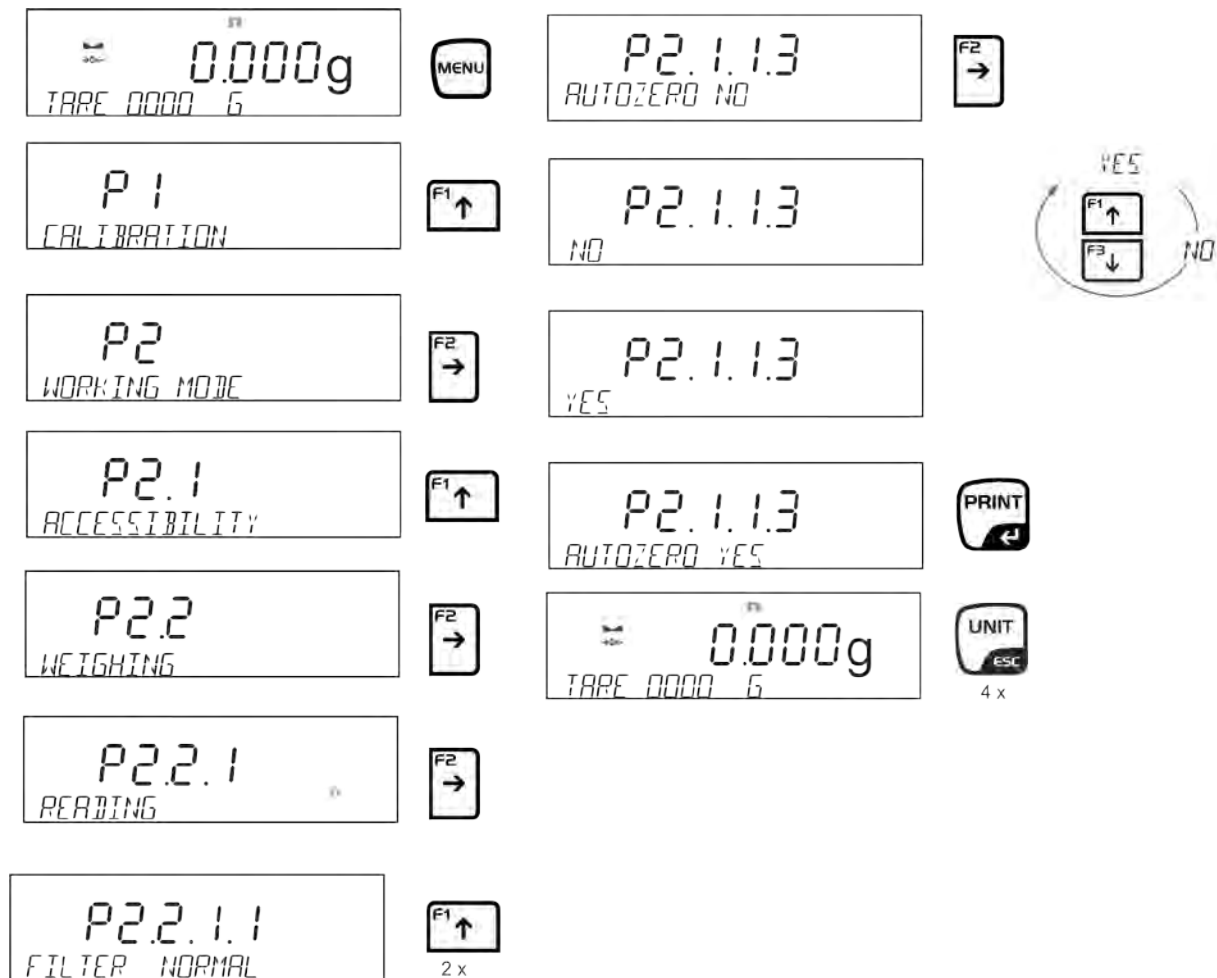 0.000g
TARE 0000 G
MENU
P1
CALIBRATION
F1
P2
WORKING MODE
F2
P2.1
ACCESSIBILITY
F1
P2.2
WEIGHING
F2
P2.2.1
READING
F2
P2.2.1.1
FILTER NORMAL
F1
2 x
P2.1.1.3
AUTOZERO NO
F2
P2.1.1.3
NO
YES
F1
F3
NO
P2.1.1.3
YES
P2.1.1.3
AUTOZERO YES
PRINT
0.000g
TARE 0000 G
UNIT
ESC
4 x